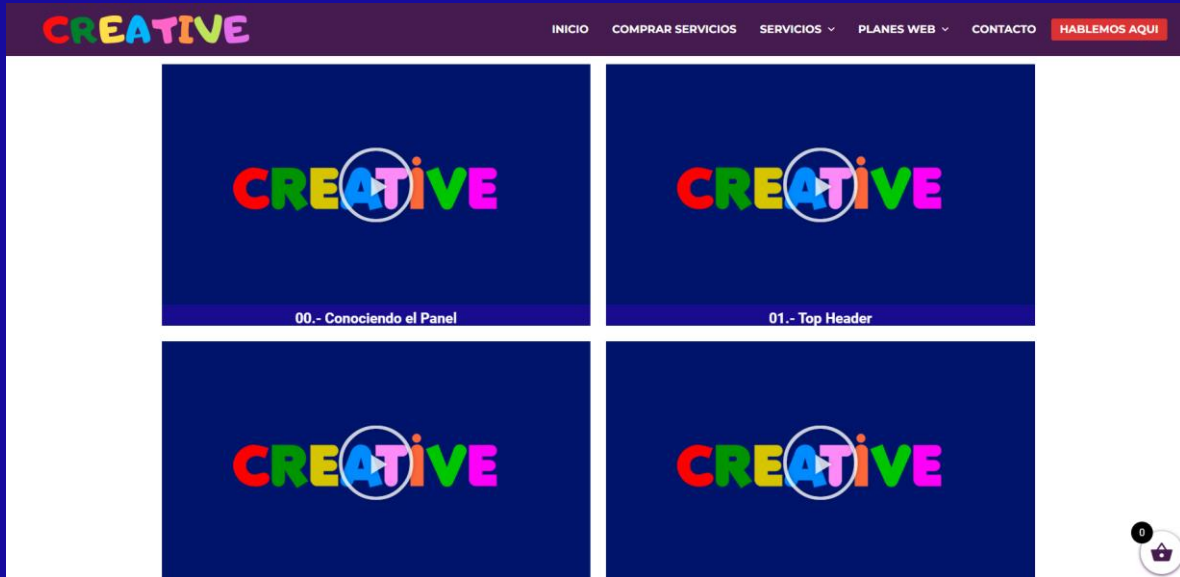 CREATIVE
INICIO COMPRAR SERVICIOS SERVICIOS PLANES WEB CONTACTO HABLEMOS AQUI
CREATIVE
CREATIVE
00.- Conociendo el Panel
01.- Top Header
CREATIVE
CREATIVE
0